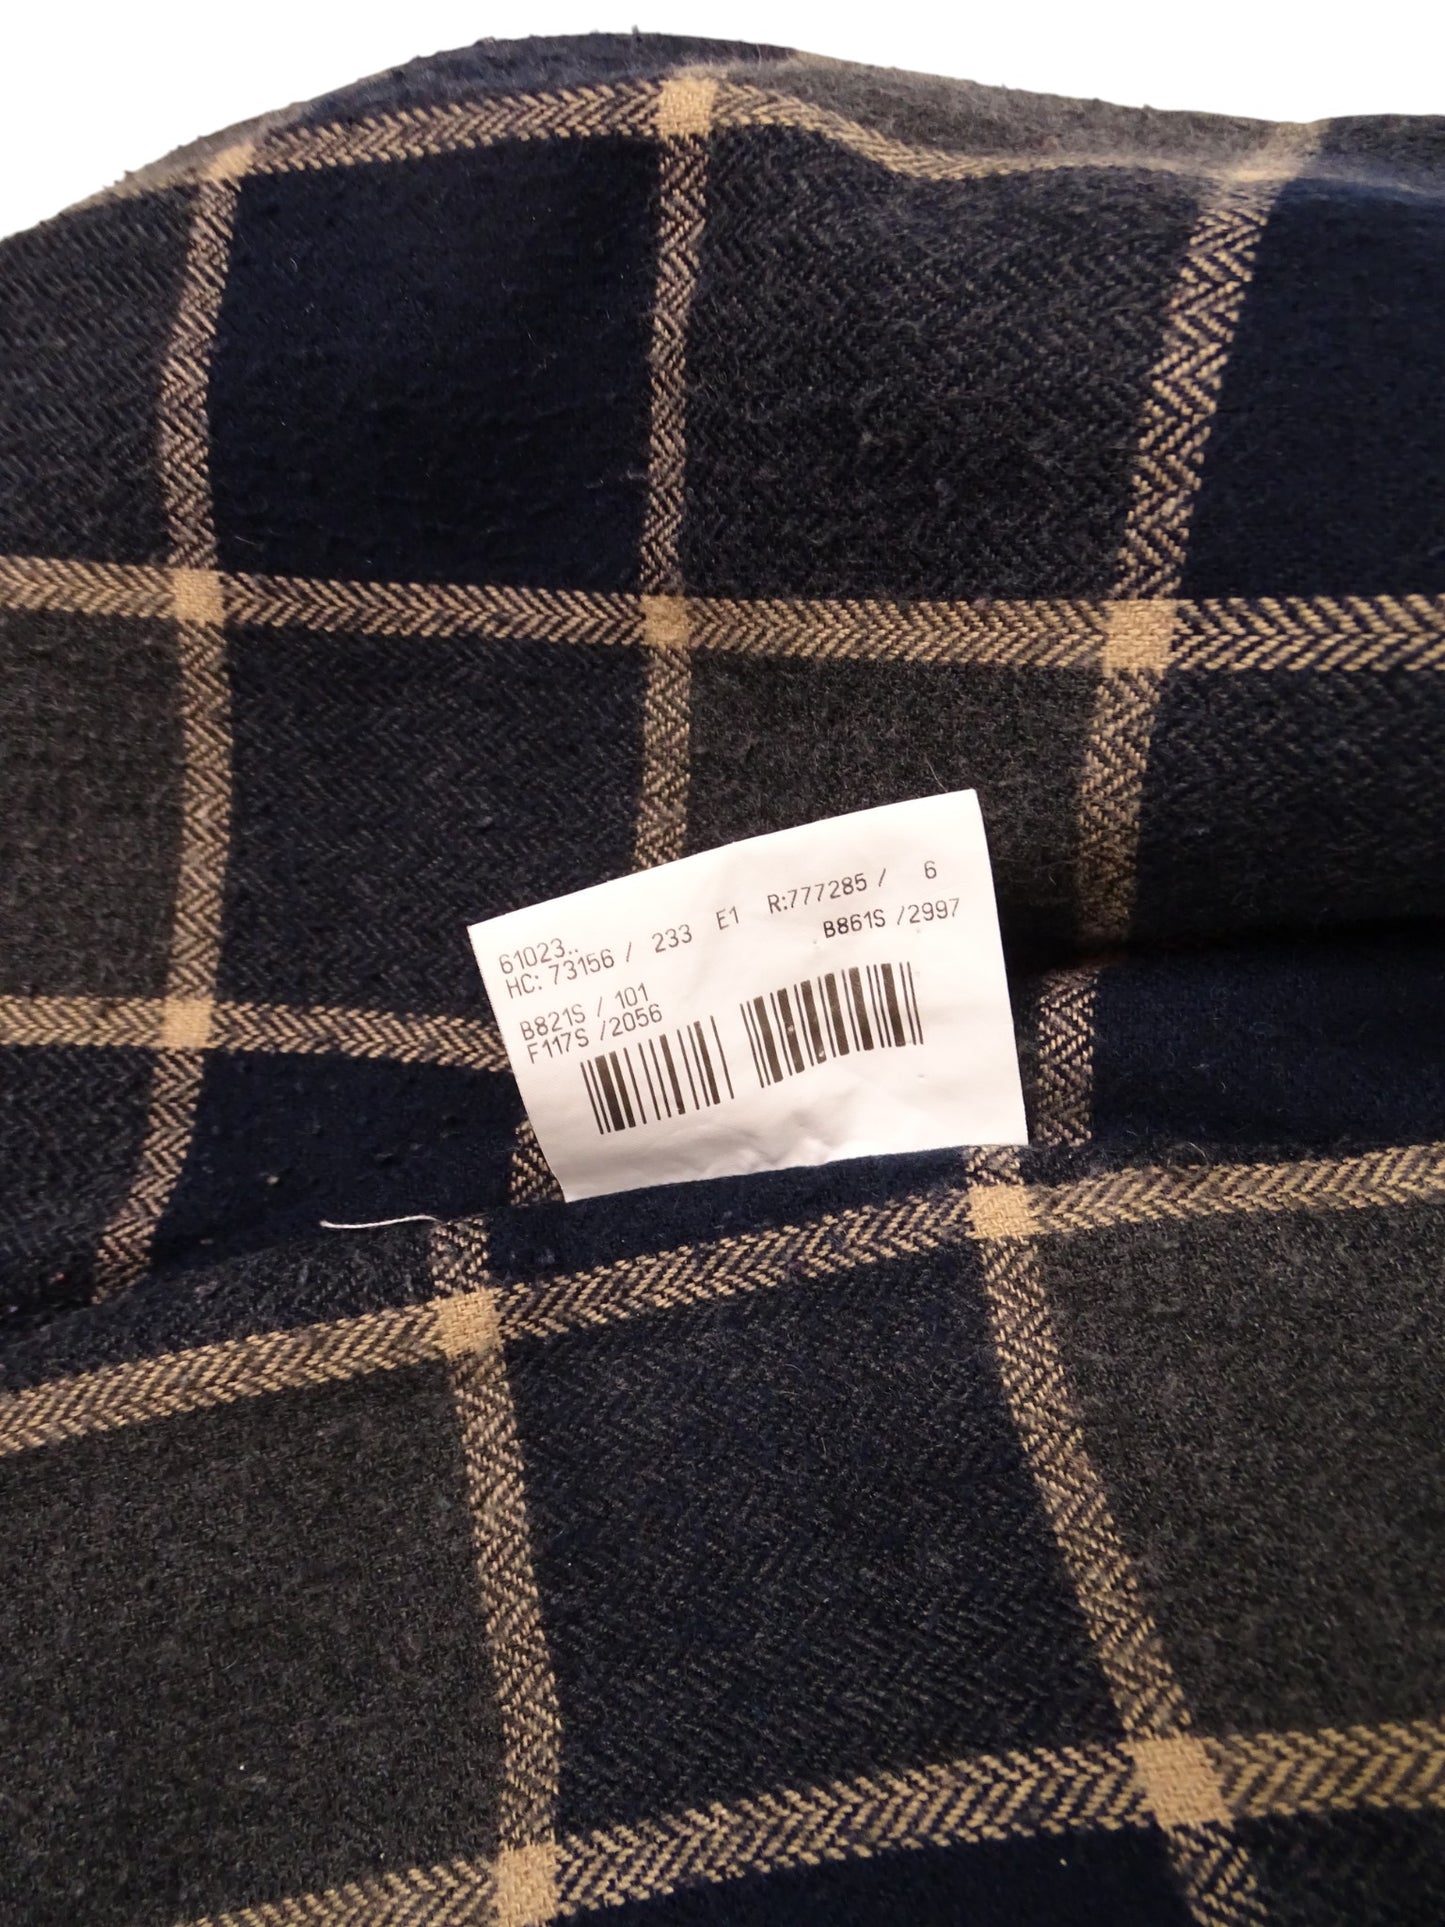 61023.. E1 R:777285 / 6
HC: 73156 / 233 B861S /2997
B821S / 101
F117S /2056